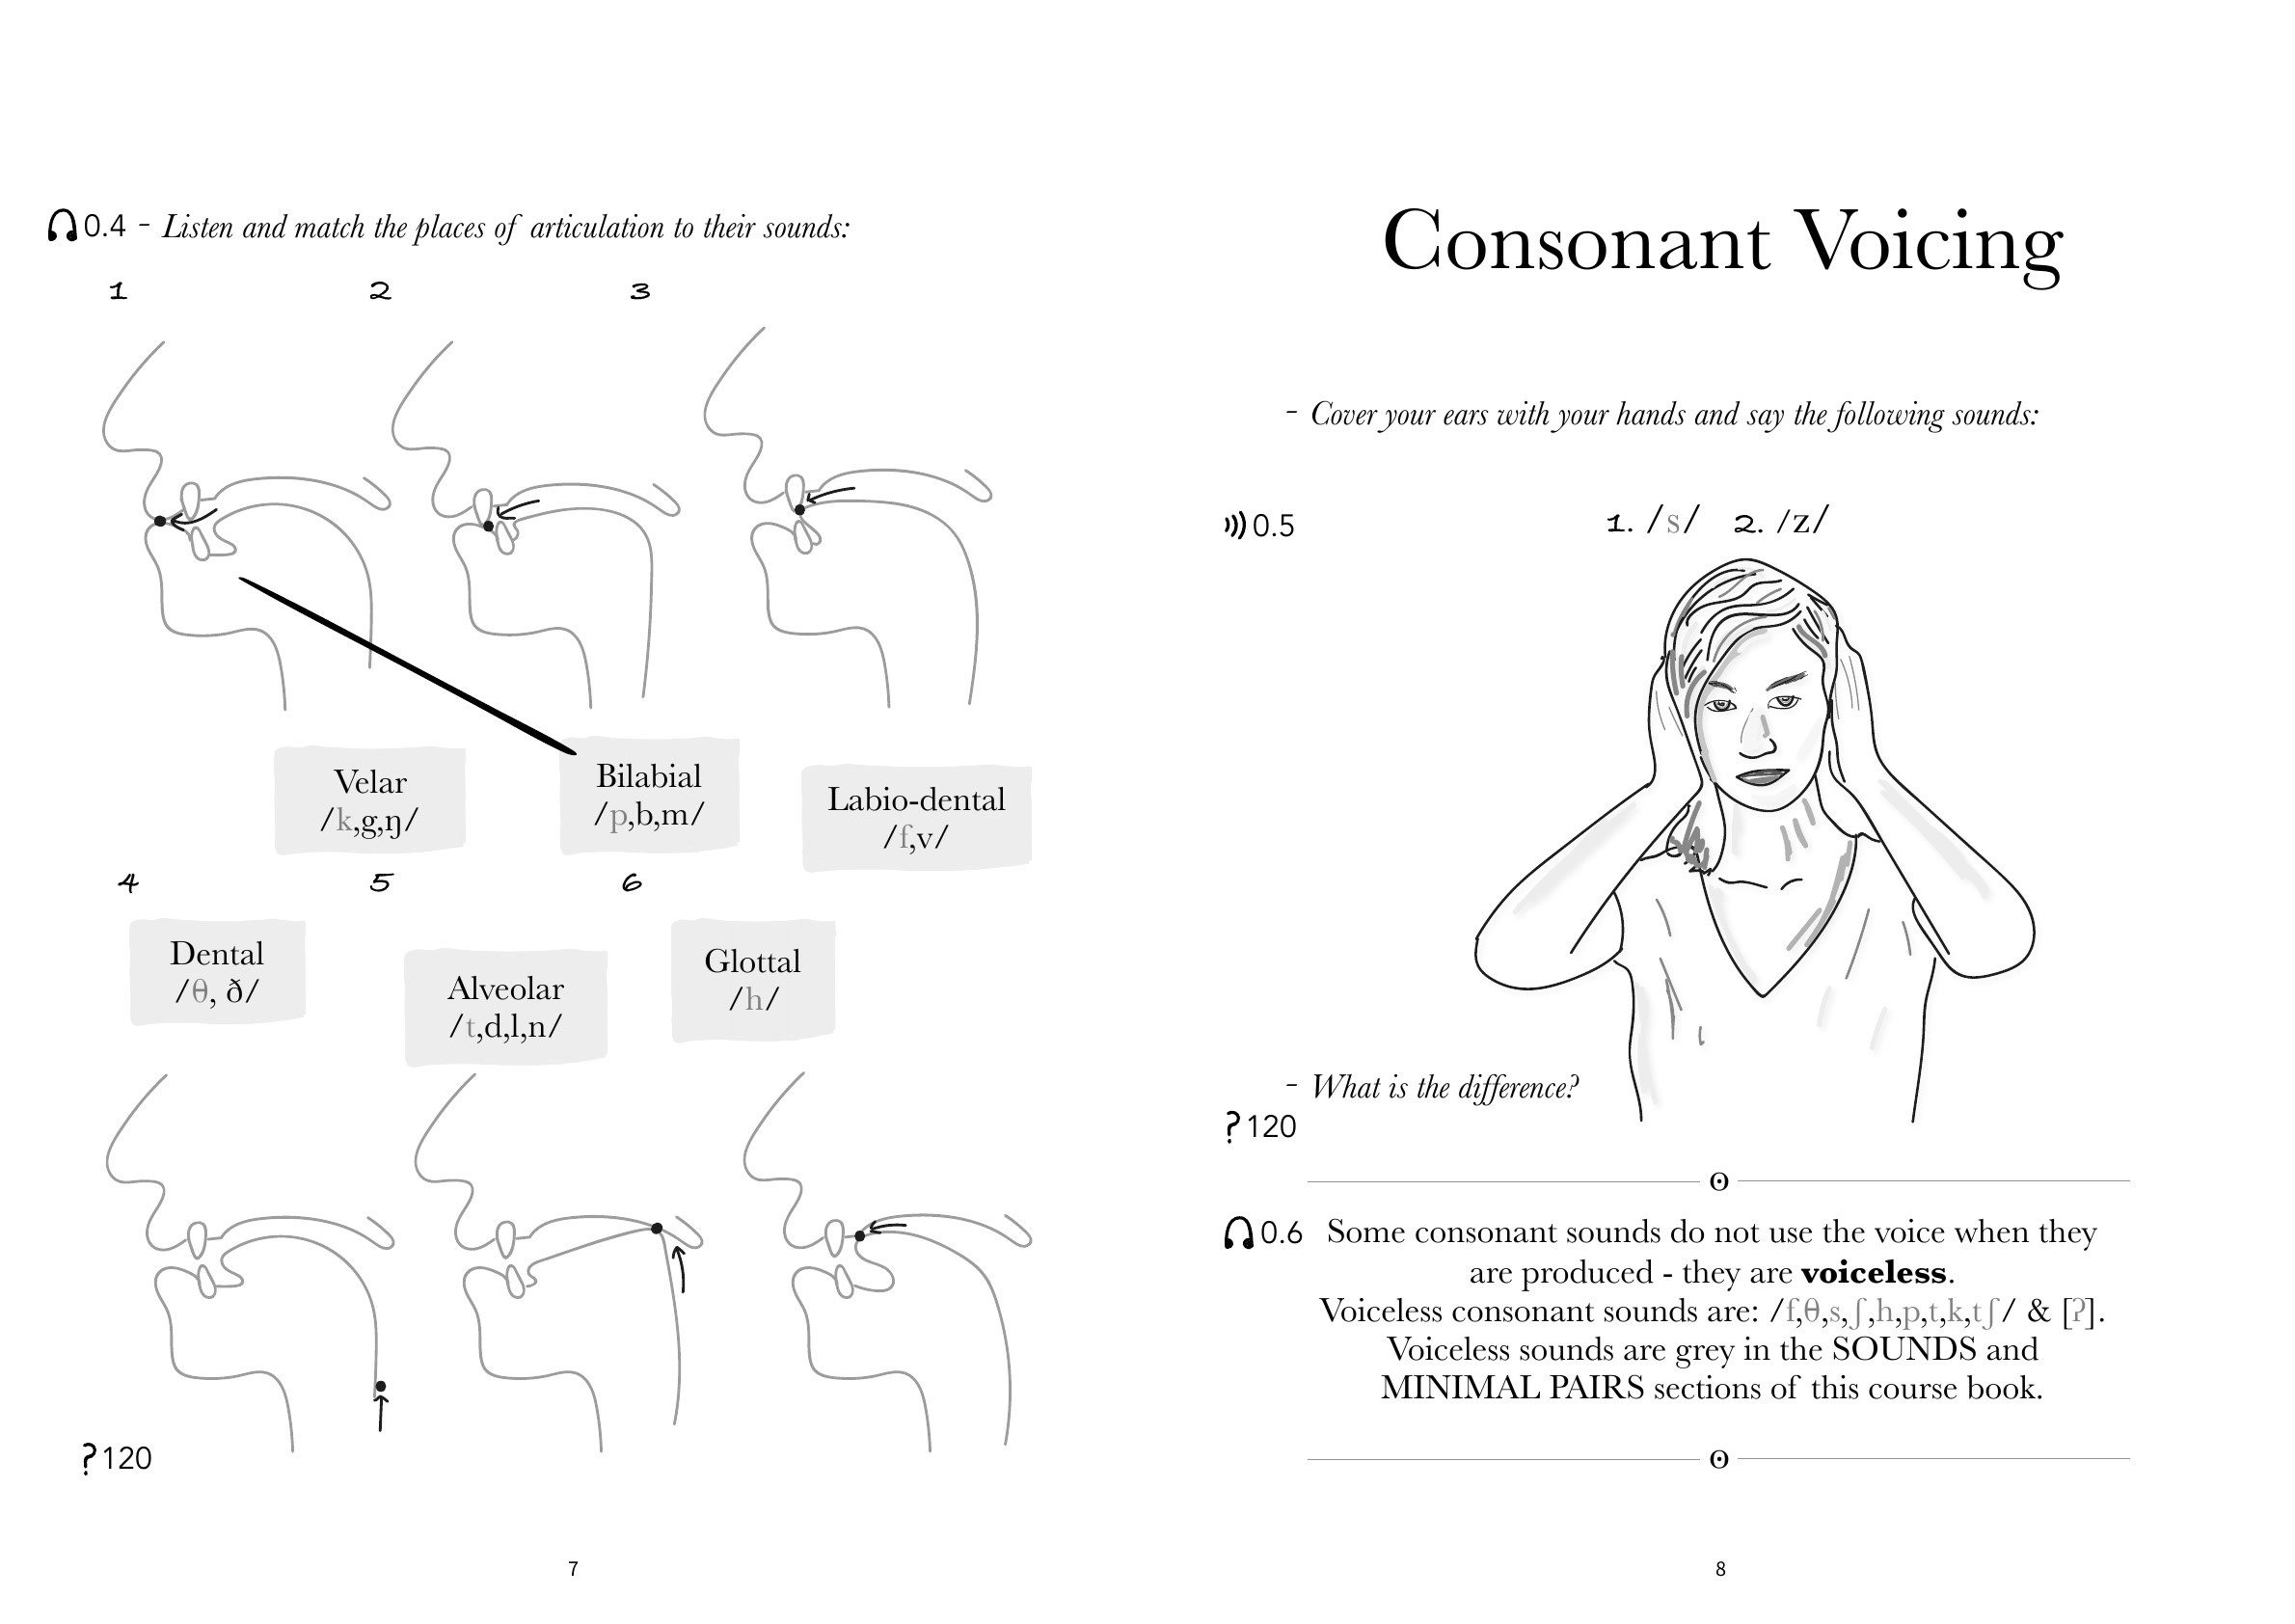 0.4 - Listen and match the places of articulation to their sounds:
1 2 3
Velar
/k,g,ŋ/
Bilabial
/p,b,m/
Labio-dental
/f,v/
4 5 6
Dental
/θ, ð/
Alveolar
/t,d,l,n/
Glottal
/h/
?120
7
Consonant Voicing
- Cover your ears with your hands and say the following sounds:
0.5 1. /s/ 2. /z/
- What is the difference?
?120
ʘ
0.6 Some consonant sounds do not use the voice when they
are produced - they are voiceless.
Voiceless consonant sounds are: /f,θ,s,ʃ,h,p,t,k,tʃ/ & [ʔ].
Voiceless sounds are grey in the SOUNDS and
MINIMAL PAIRS sections of this course book.
ʘ
8